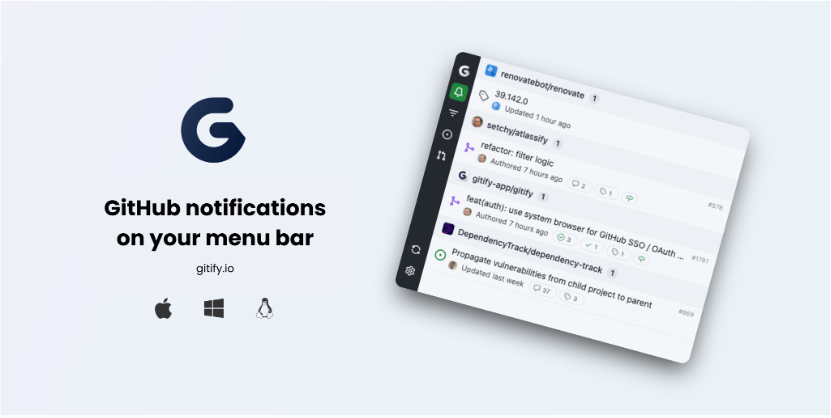 GitHub notifications
on your menu bar
gitify.io
renovatebot/renovate 1
39.142.0
Updated 1 hour ago
setchy/atlassify 1
refactor: filter logic
Authored 7 hours ago 2 1
#976
gitify-app/gitify 1
feat(auth): use system browser for GitHub SSO / OAuth ...
Authored 7 hours ago 3 1 1
#1781
DependencyTrack/dependency-track 1
Propagate vulnerabilities from child project to parent
Updated last week 37 3